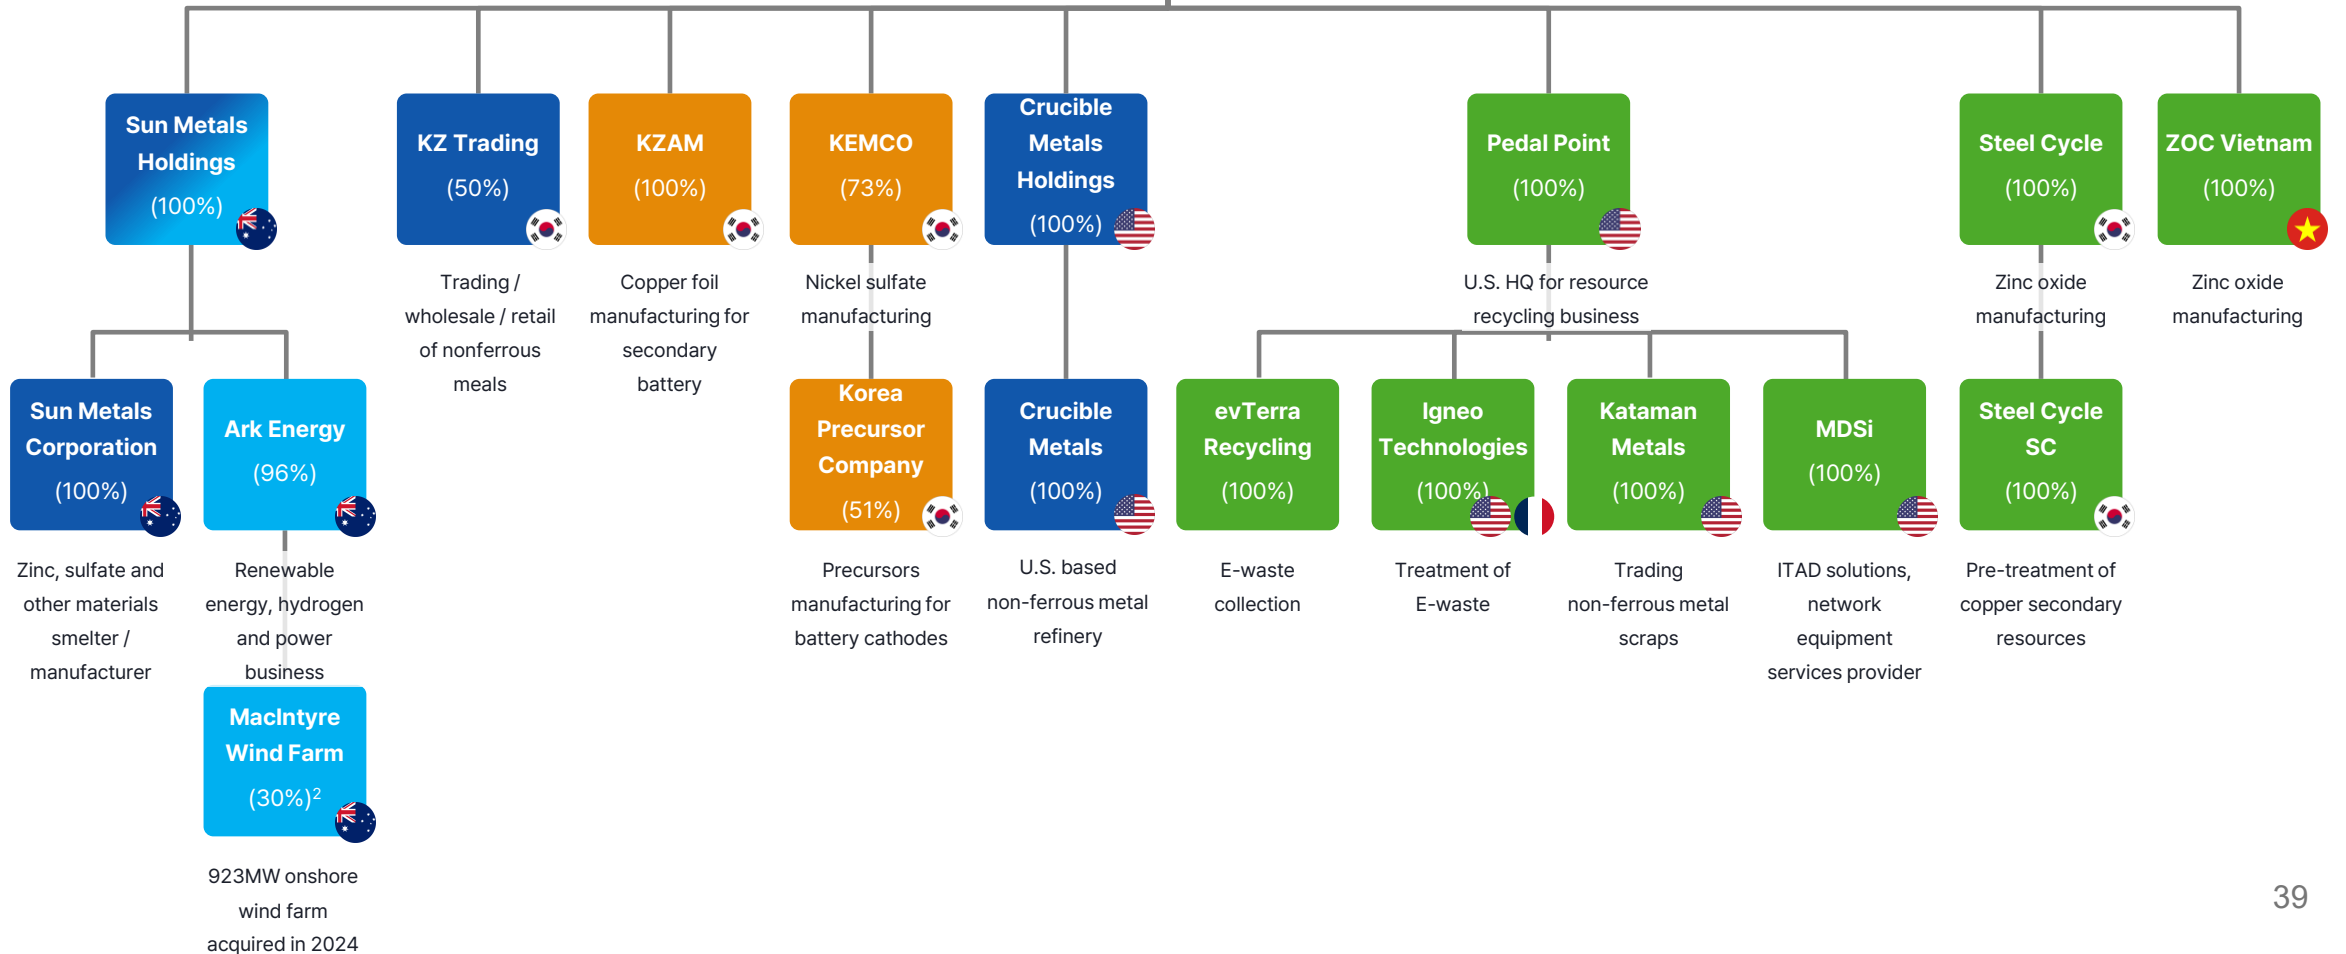 Sun Metals
Holdings
(100%)
KZ Trading
(50%)
Trading /
wholesale / retail
of nonferrous
meals
KZAM
(100%)
Copper foil
manufacturing for
secondary
battery
KEMCO
(73%)
Nickel sulfate
manufacturing
Crucible
Metals
Holdings
(100%)
Pedal Point
(100%)
U.S. HQ for resource
recycling business
Steel Cycle
(100%)
Zinc oxide
manufacturing
ZOC Vietnam
(100%)
Zinc oxide
manufacturing
Sun Metals
Corporation
(100%)
Zinc, sulfate and
other materials
smelter /
manufacturer
Ark Energy
(96%)
Renewable
energy, hydrogen
and power
business
Korea
Precursor
Company
(51%)
Precursors
manufacturing for
battery cathodes
Crucible
Metals
(100%)
U.S. based
non-ferrous metal
refinery
evTerra
Recycling
(100%)
E-waste
collection
Igneo
Technologies
(100%)
Treatment of
E-waste
Kataman
Metals
(100%)
Trading
non-ferrous metal
scraps
MDSi
(100%)
ITAD solutions,
network
equipment
services provider
Steel Cycle
SC
(100%)
Pre-treatment of
copper secondary
resources
MacIntyre
Wind Farm
(30%)²
923MW onshore
wind farm
acquired in 2024
39